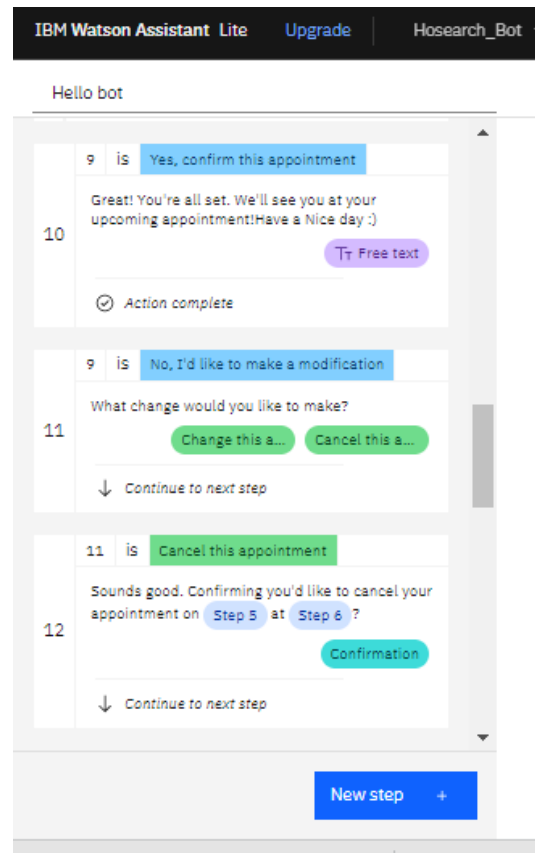 IBM Watson Assistant Lite Upgrade Hosearch_Bot
Hello bot
9 is Yes, confirm this appointment
Great! You're all set. We'll see you at your
upcoming appointment!Have a Nice day :)
10
Tт Free text
Action complete
9 is No, I'd like to make a modification
What change would you like to make?
11
Change this a... Cancel this a...
Continue to next step
11 is Cancel this appointment
Sounds good. Confirming you'd like to cancel your
appointment on Step 5 at Step 6 ?
12
Confirmation
Continue to next step
New step +